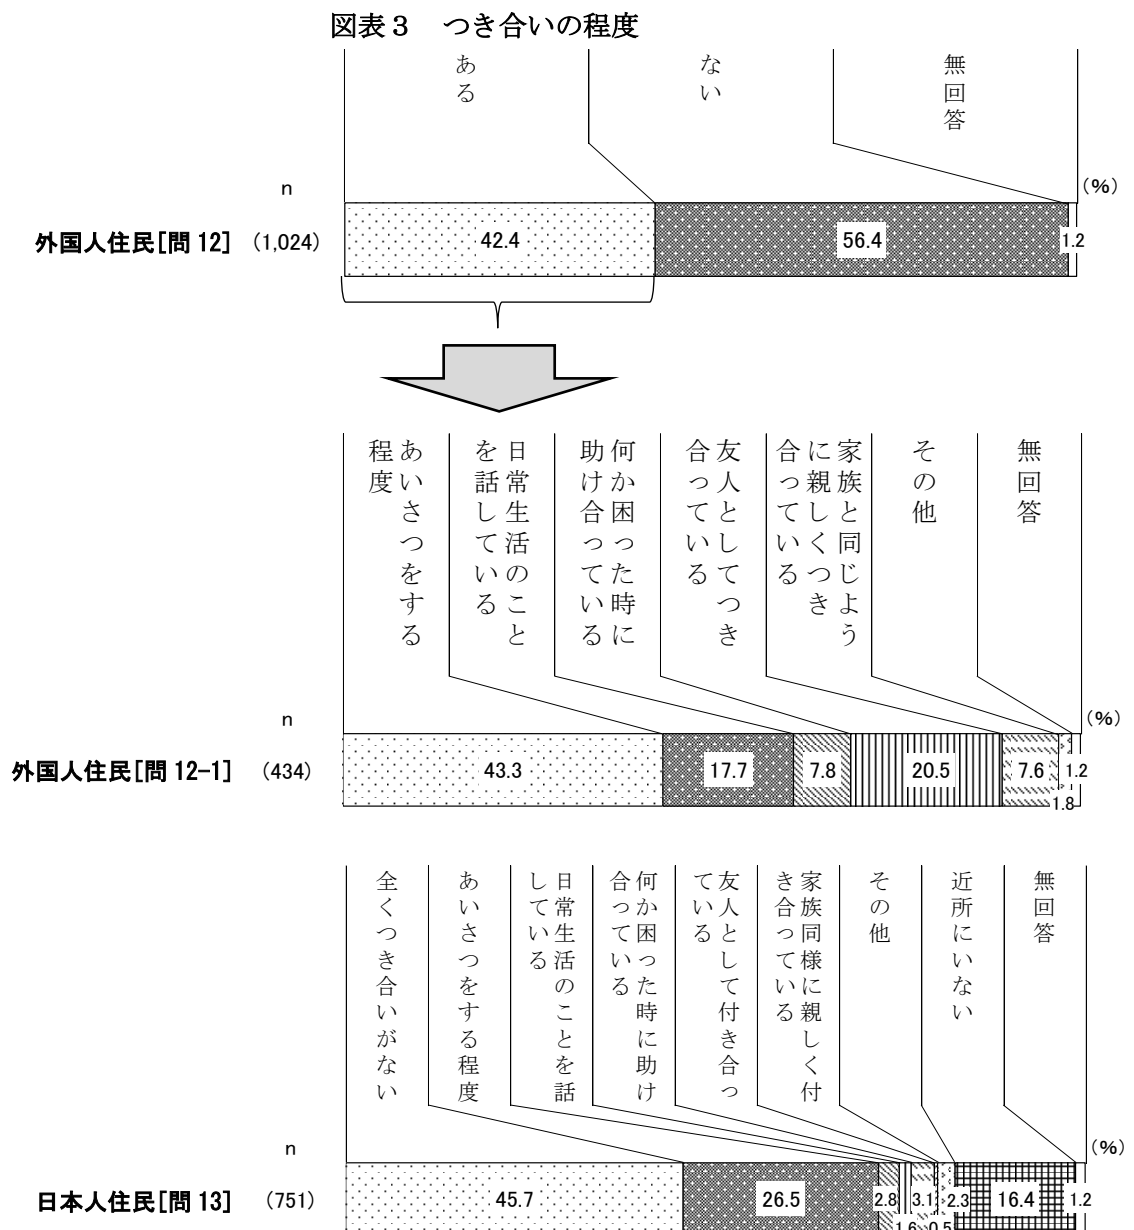 図表３　つき合いの程度
ある
ない
無回答
n
(%)
外国人住民[問 12]　(1,024)
42.4
56.4
1.2
あいさつをする
程度
日常生活のこと
を話している
何か困った時に
助け合っている
友人としてつき
合っている
家族と同じよう
に親しくつき
合っている
その他
無回答
n
(%)
外国人住民[問 12-1]　(434)
43.3
17.7
7.8
20.5
7.6
1.8
1.2
全くつき合いがない
あいさつをする程度
日常生活のことを話
している
何か困った時に助け
合っている
友人として付き合っ
ている
家族同様に親しく付
き合っている
その他
近所にいない
無回答
n
(%)
日本人住民[問 13]　(751)
45.7
26.5
2.8
1.6
3.1
0.5
2.3
16.4
1.2